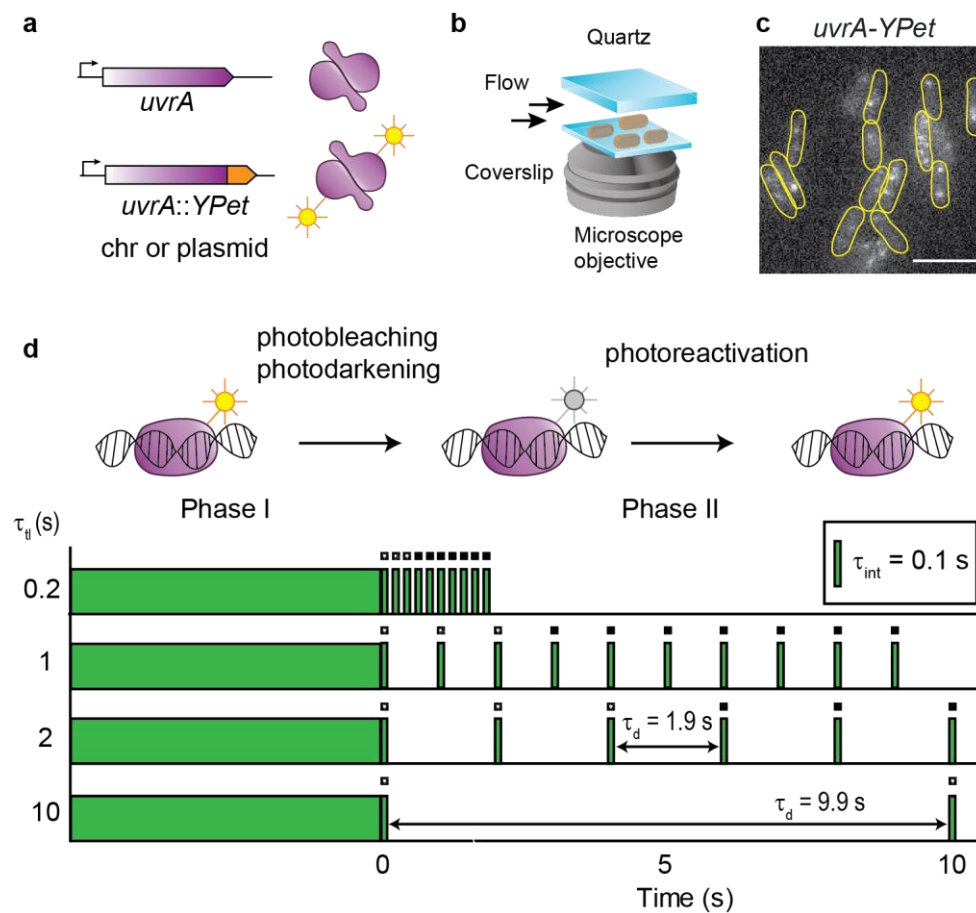 a
uvrA
uvrA::YPet
chr or plasmid
b
Quartz
Flow
Coverslip
Microscope
objective
c
uvrA-YPet
d
photobleaching
photodarkening
photoreactivation
Phase I
Phase II
τtl (s)
τint = 0.1 s
0.2
1
2
τd = 1.9 s
10
τd = 9.9 s
0
5
10
Time (s)